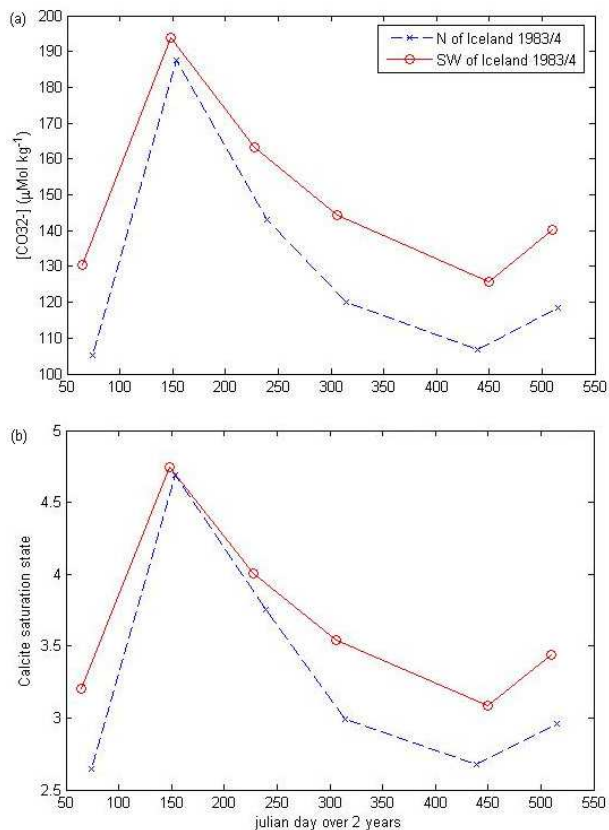 (a)
200
190
180
170
160
150
140
130
120
110
100
[CO32-] (µMol kg-1)
N of Iceland 1983/4
SW of Iceland 1983/4
50 100 150 200 250 300 350 400 450 500 550
(b)
5
4.5
4
3.5
3
2.5
Calcite saturation state
50 100 150 200 250 300 350 400 450 500 550
julian day over 2 years